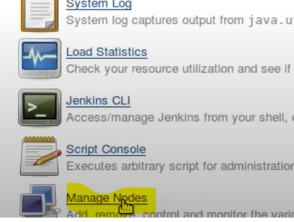 System Log
System log captures output from java.u
Load Statistics
Check your resource utilization and see if
Jenkins CLI
Access/manage Jenkins from your shell,
Script Console
Executes arbitrary script for administration
Manage Nodes
Add, remove, control and monitor the vario